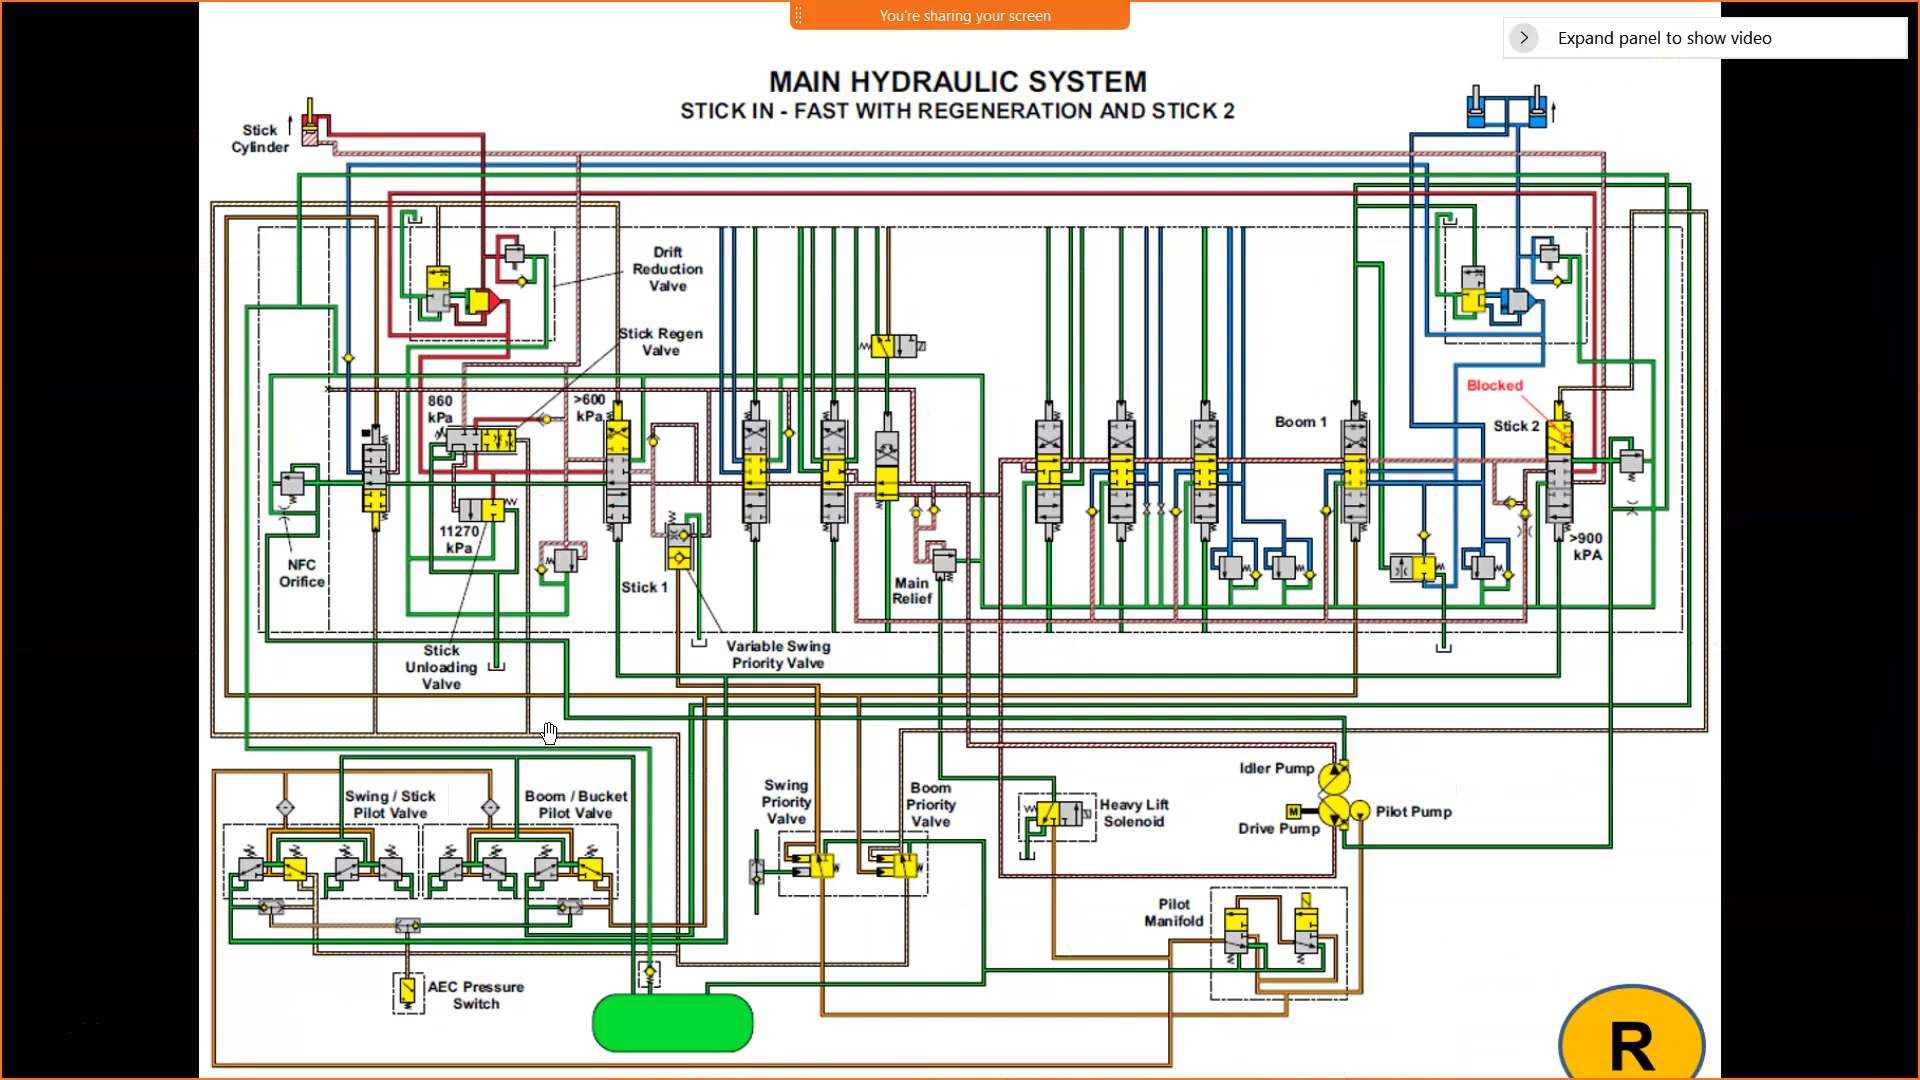 You're sharing your screen
Expand panel to show video
MAIN HYDRAULIC SYSTEM
STICK IN - FAST WITH REGENERATION AND STICK 2
Stick
Cylinder
Drift
Reduction
Valve
Stick Regen
Valve
860
kPa
>600
kPa
Blocked
Boom 1
Stick 2
11270
kPa
NFC
Orifice
Stick 1
Main
Relief
>900
kPA
Stick
Unloading
Valve
Variable Swing
Priority Valve
Idler Pump
Swing
Priority
Valve
Boom
Priority
Valve
Heavy Lift
Solenoid
M
Pilot Pump
Drive Pump
Swing / Stick
Pilot Valve
Boom / Bucket
Pilot Valve
Pilot
Manifold
AEC Pressure
Switch
R